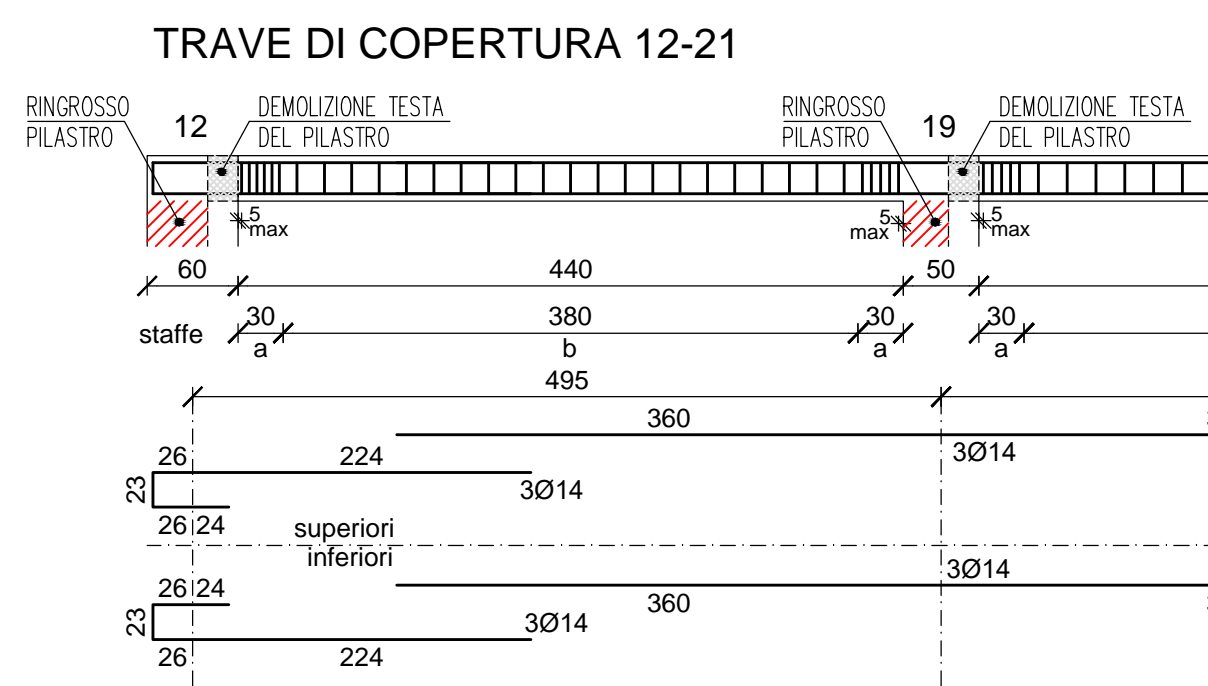 TRAVE DI COPERTURA 12-21
RINGROSSO
PILASTRO
12
DEMOLIZIONE TESTA
DEL PILASTRO
RINGROSSO
PILASTRO
19
DEMOLIZIONE TESTA
DEL PILASTRO
5
max
5
max
5
max
60
440
50
staffe
30
380
30
30
a
b
a
a
495
360
3Ø14
26
224
23
3Ø14
26 24
superiori
inferiori
3Ø14
26 24
360
23
3Ø14
26
224